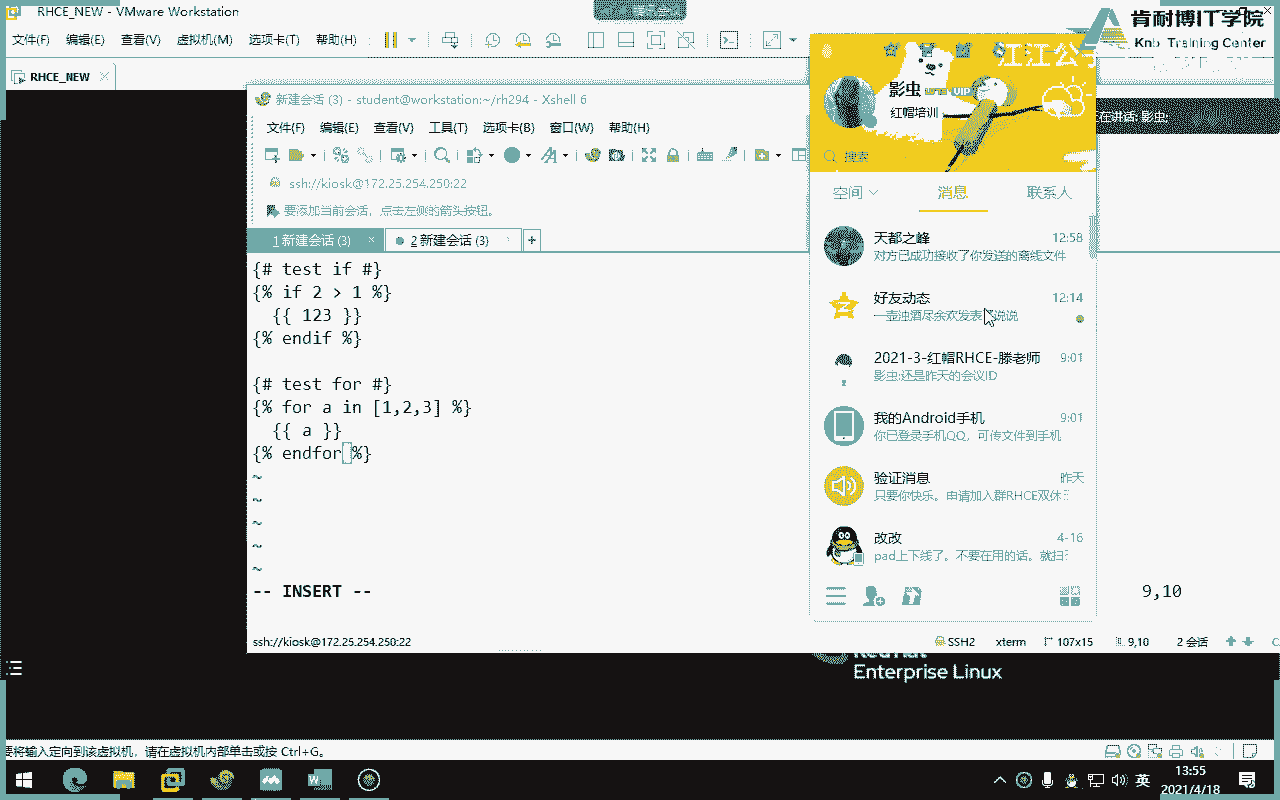 RHCE_NEW - VMware Workstation
肯耐博IT学院
Knb Training Center
江江公
文件(F) 编辑(E) 查看(V) 虚拟机(M) 选项卡(T) 帮助(H)
RHCE_NEW
新建会话 (3) - student@workstation:~/rh294 - Xshell 6
文件(F) 编辑(E) 查看(V) 工具(T) 选项卡(B) 窗口(W) 帮助(H)
ssh://kiosk@172.25.254.250:22
要添加当前会话，点击左侧的箭头按钮。
1 新建会话 (3)
2 新建会话 (3)
{# test if #}
{% if 2 > 1 %}
{{ 123 }}
{% endif %}
{# test for #}
{% for a in [1,2,3] %}
{{ a }}
{% endfor %}
~
~
~
~
~
-- INSERT --
9,10
ssh://kiosk@172.25.254.250:22
SSH2 xterm 107x15 9,10 2 会话
影虫
VIP
红帽培训
在讲话: 影虫;
搜索
空间 消息 联系人
天都之峰 12:58
对方已成功接收了你发送的离线文件
好友动态 12:14
一壶浊酒尽余欢发表了说说
2021-3-红帽RHCE-滕老师 9:01
影虫:还是昨天的会议ID
我的Android手机 9:01
你已登录手机QQ，可传文件到手机
验证消息 昨天
只要你快乐。申请加入群RHCE双休
改改 4-16
pad上下线了。不要在用的话。就扫
Enterprise Linux
要将输入定向到该虚拟机，请在虚拟机内部单击或按 Ctrl+G。
英
13:55
2021/4/18